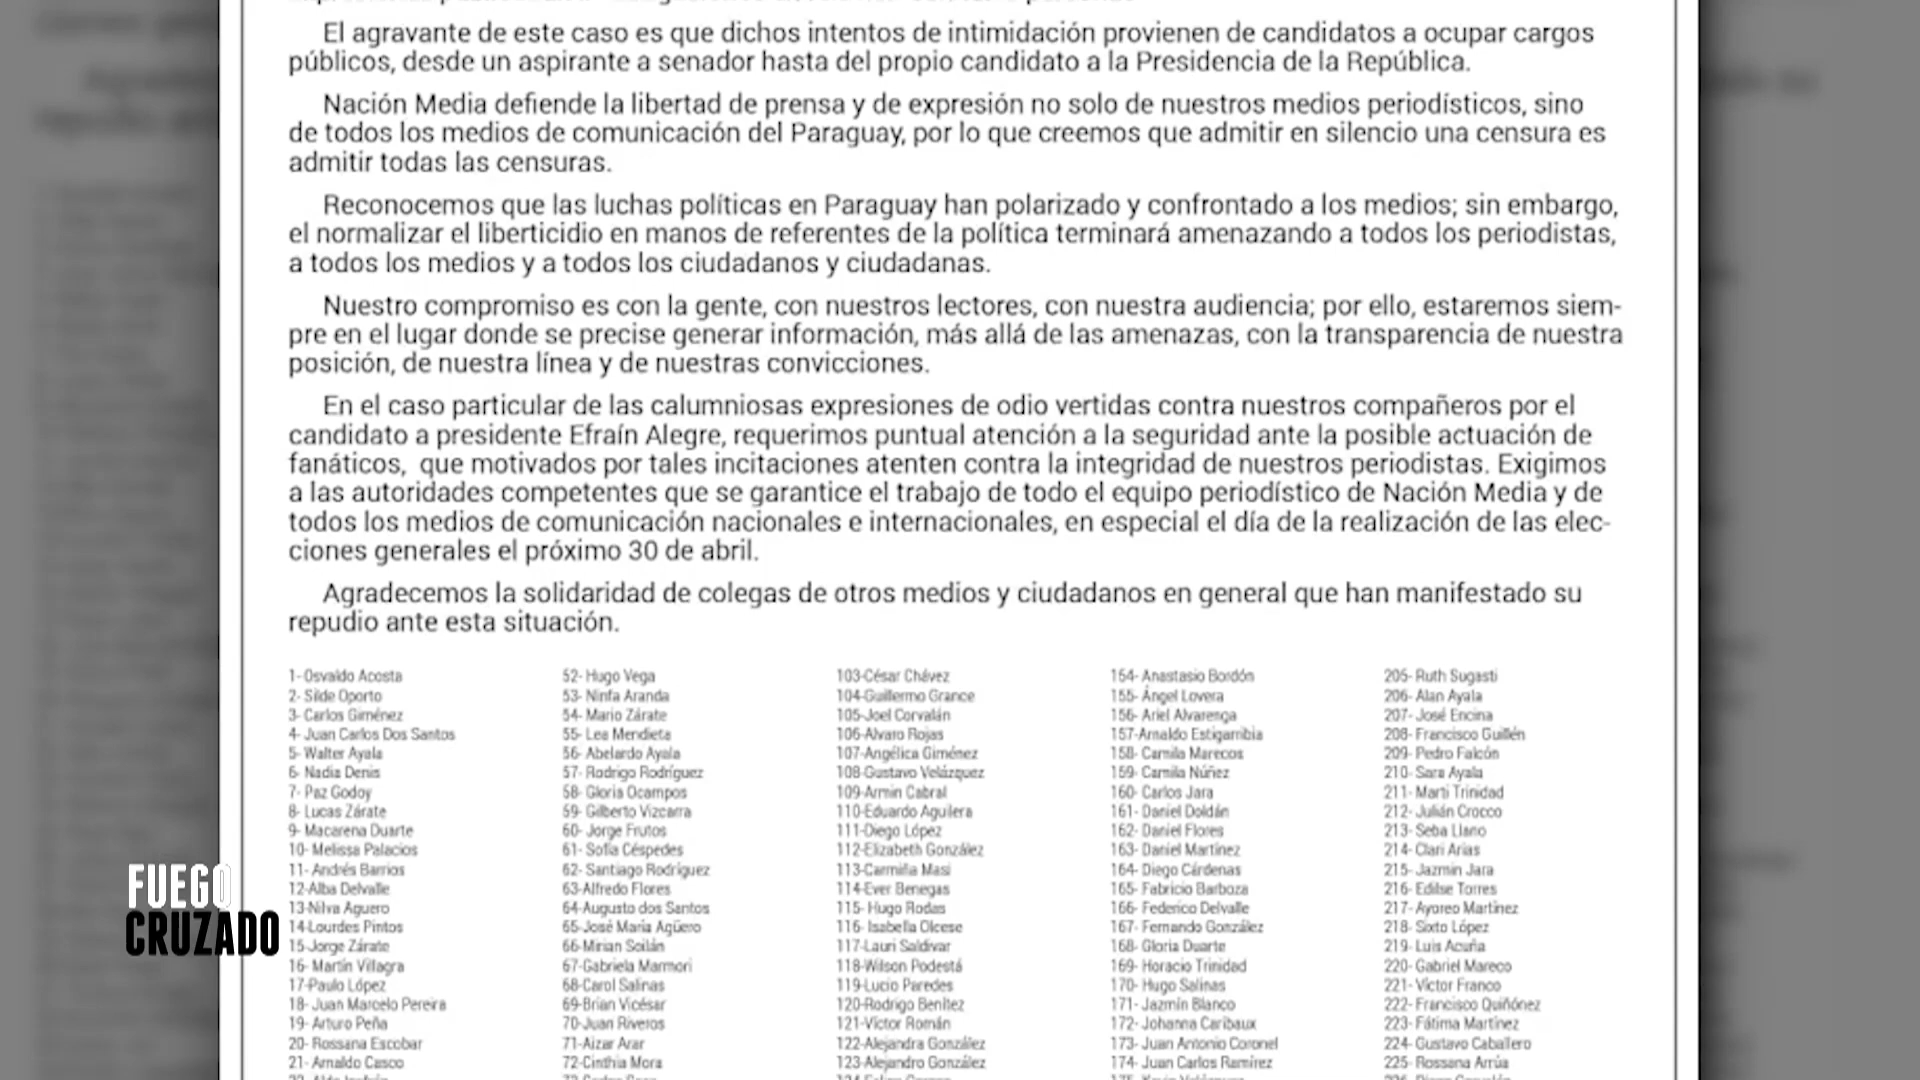 El agravante de este caso es que dichos intentos de intimidación provienen de candidatos a ocupar cargos
públicos, desde un aspirante a senador hasta del propio candidato a la Presidencia de la República.
Nación Media defiende la libertad de prensa y de expresión no solo de nuestros medios periodísticos, sino
de todos los medios de comunicación del Paraguay, por lo que creemos que admitir en silencio una censura es
admitir todas las censuras.
Reconocemos que las luchas políticas en Paraguay han polarizado y confrontado a los medios; sin embargo,
el normalizar el liberticidio en manos de referentes de la política terminará amenazando a todos los periodistas,
a todos los medios y a todos los ciudadanos y ciudadanas.
Nuestro compromiso es con la gente, con nuestros lectores, con nuestra audiencia; por ello, estaremos siem-
pre en el lugar donde se precise generar información, más allá de las amenazas, con la transparencia de nuestra
posición, de nuestra línea y de nuestras convicciones.
En el caso particular de las calumniosas expresiones de odio vertidas contra nuestros compañeros por el
candidato a presidente Efraín Alegre, requerimos puntual atención a la seguridad ante la posible actuación de
fanáticos, que motivados por tales incitaciones atenten contra la integridad de nuestros periodistas. Exigimos
a las autoridades competentes que se garantice el trabajo de todo el equipo periodístico de Nación Media y de
todos los medios de comunicación nacionales e internacionales, en especial el día de la realización de las elec-
ciones generales el próximo 30 de abril.
Agradecemos la solidaridad de colegas de otros medios y ciudadanos en general que han manifestado su
repudio ante esta situación.
1- Osvaldo Acosta
2- Silde Oporto
3- Carlos Giménez
4- Juan Carlos Dos Santos
5- Walter Ayala
6- Nadia Denis
7- Paz Godoy
8- Lucas Zárate
9- Macarena Duarte
10- Melissa Palacios
11- Andrés Barrios
12-Alba Delvalle
13-Nilva Aguero
14-Lourdes Pintos
15-Jorge Zárate
16- Martín Villagra
17-Paulo López
18- Juan Marcelo Pereira
19- Arturo Peña
20- Rossana Escobar
21- Arnaldo Casco
52- Hugo Vega
53- Ninfa Aranda
54- Mario Zárate
55- Lea Mendieta
56- Abelardo Ayala
57- Rodrigo Rodríguez
58- Gloria Ocampos
59- Gilberto Vizcarra
60- Jorge Frutos
61- Sofía Céspedes
62- Santiago Rodríguez
63-Alfredo Flores
64-Augusto dos Santos
65-José María Agüero
66-Mirian Soilán
67-Gabriela Marmori
68-Carol Salinas
69-Brian Vicésar
70-Juan Riveros
71-Aizar Arar
72-Cinthia Mora
103-César Chávez
104-Guillermo Grance
105-Joel Corvalán
106-Alvaro Rojas
107-Angélica Giménez
108-Gustavo Velázquez
109-Armin Cabral
110-Eduardo Aguilera
111-Diego López
112-Elizabeth González
113-Carmiña Masi
114-Ever Benegas
115- Hugo Rodas
116- Isabella Olcese
117-Lauri Saldivar
118-Wilson Podestá
119-Lucio Paredes
120-Rodrigo Benítez
121-Victor Román
122-Alejandra González
123-Alejandro González
154- Anastasio Bordón
155- Ángel Lovera
156- Ariel Alvarenga
157-Arnaldo Estigarribia
158- Camila Marecos
159- Camila Núñez
160- Carlos Jara
161- Daniel Doldán
162- Daniel Flores
163- Daniel Martínez
164- Diego Cárdenas
165- Fabricio Barboza
166- Federico Delvalle
167- Fernando González
168- Gloria Duarte
169- Horacio Trinidad
170- Hugo Salinas
171- Jazmín Blanco
172- Johanna Caribaux
173- Juan Antonio Coronel
174- Juan Carlos Ramírez
205- Ruth Sugasti
206- Alan Ayala
207- José Encina
208- Francisco Guillén
209- Pedro Falcón
210- Sara Ayala
211- Marti Trinidad
212- Julián Crocco
213- Seba Llano
214- Clari Arias
215- Jazmin Jara
216- Edilse Torres
217- Ayoreo Martinez
218- Sixto López
219- Luis Acuña
220- Gabriel Mareco
221- Víctor Franco
222- Francisco Quiñónez
223- Fátima Martínez
224- Gustavo Caballero
225- Rossana Arrúa
FUEGO
CRUZADO